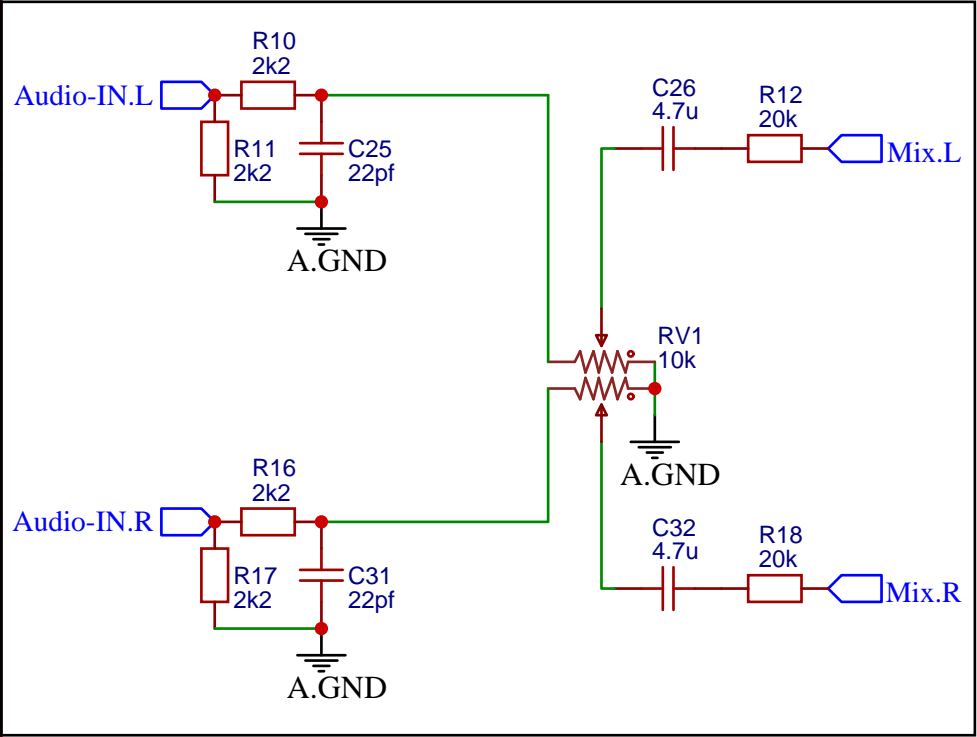 R10
2k2
Audio-IN.L
R11
2k2
C25
22pf
A.GND
C26
4.7u
R12
20k
Mix.L
RV1
10k
A.GND
R16
2k2
Audio-IN.R
R17
2k2
C31
22pf
A.GND
C32
4.7u
R18
20k
Mix.R